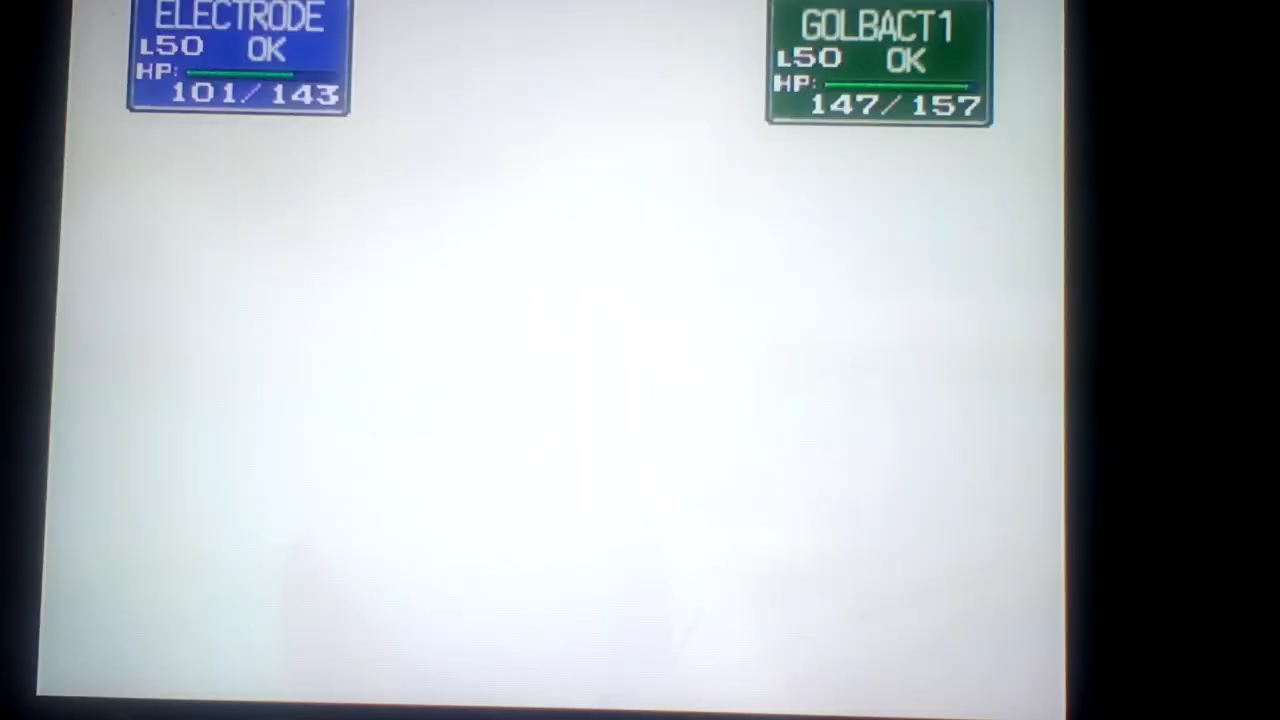 ELECTRODE
L50 OK
HP:
101/143
GOLBACT1
L50 OK
HP:
147/157